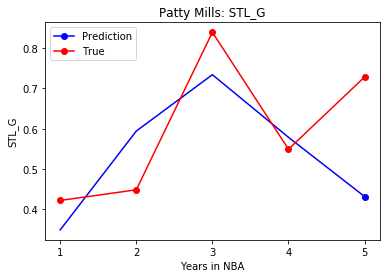 Patty Mills: STL_G
Prediction
True
0.8
0.7
0.6
0.5
0.4
STL_G
1 2 3 4 5
Years in NBA